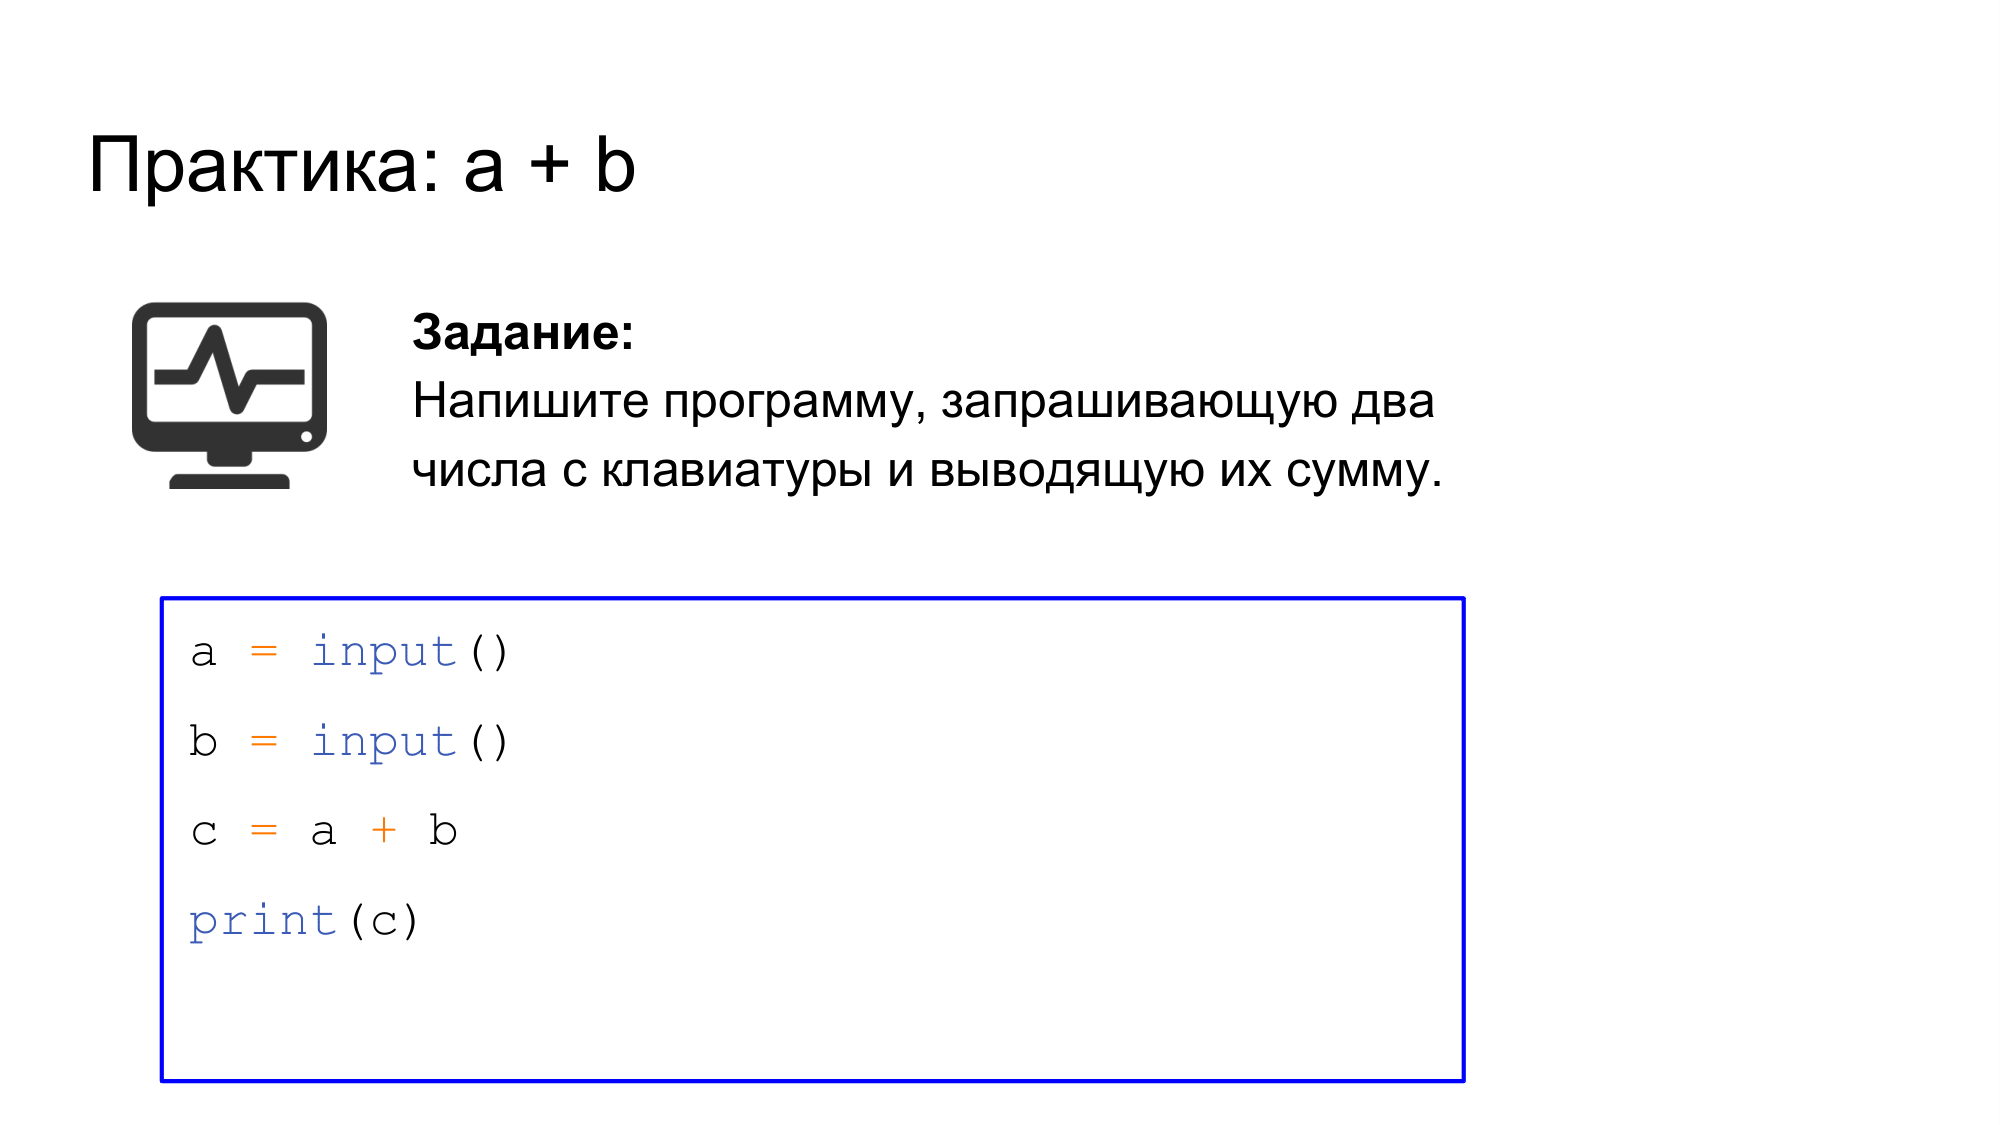 Практика: a + b
Задание:
Напишите программу, запрашивающую два
числа с клавиатуры и выводящую их сумму.
a = input()
b = input()
c = a + b
print(c)